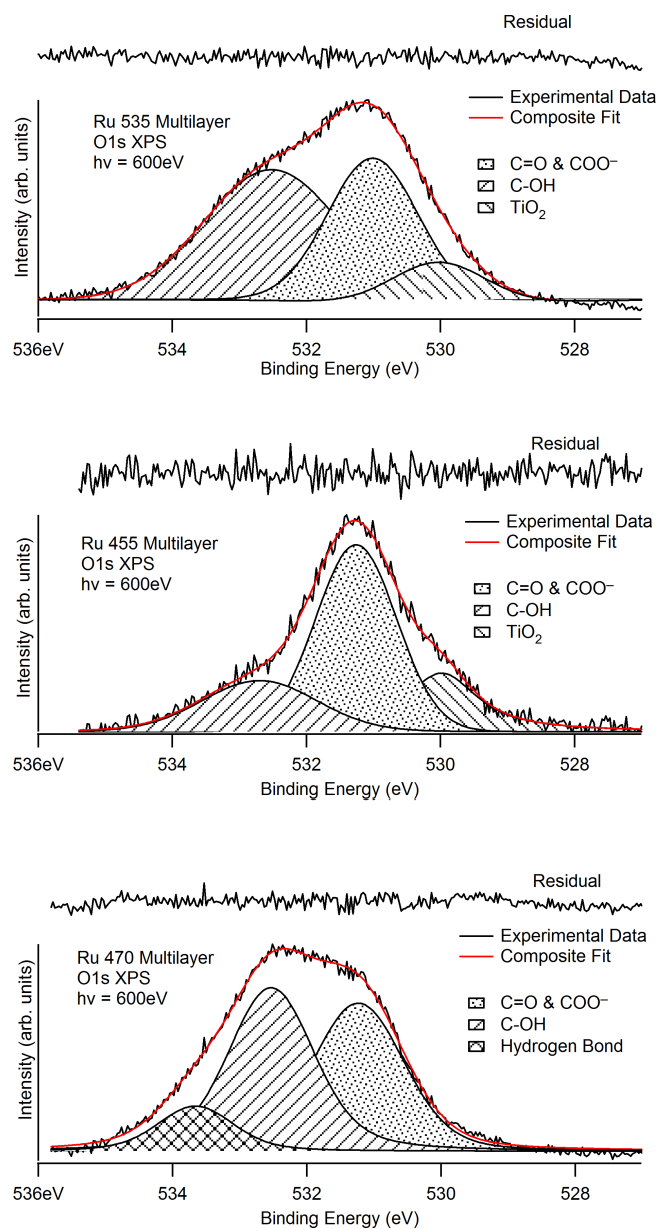 Residual
Ru 535 Multilayer
O1s XPS
hv = 600eV
Experimental Data
Composite Fit
C=O & COO⁻
C-OH
TiO₂
Intensity (arb. units)
536eV 534 532 530 528
Binding Energy (eV)
Residual
Ru 455 Multilayer
O1s XPS
hv = 600eV
Experimental Data
Composite Fit
C=O & COO⁻
C-OH
TiO₂
Intensity (arb. units)
536eV 534 532 530 528
Binding Energy (eV)
Residual
Ru 470 Multilayer
O1s XPS
hv = 600eV
Experimental Data
Composite Fit
C=O & COO⁻
C-OH
Hydrogen Bond
Intensity (arb. units)
536eV 534 532 530 528
Binding Energy (eV)